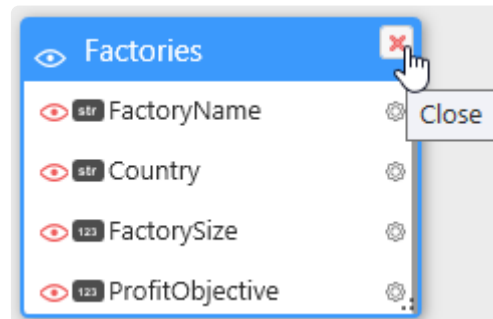 Factories
str FactoryName
Close
str Country
123 FactorySize
123 ProfitObjective